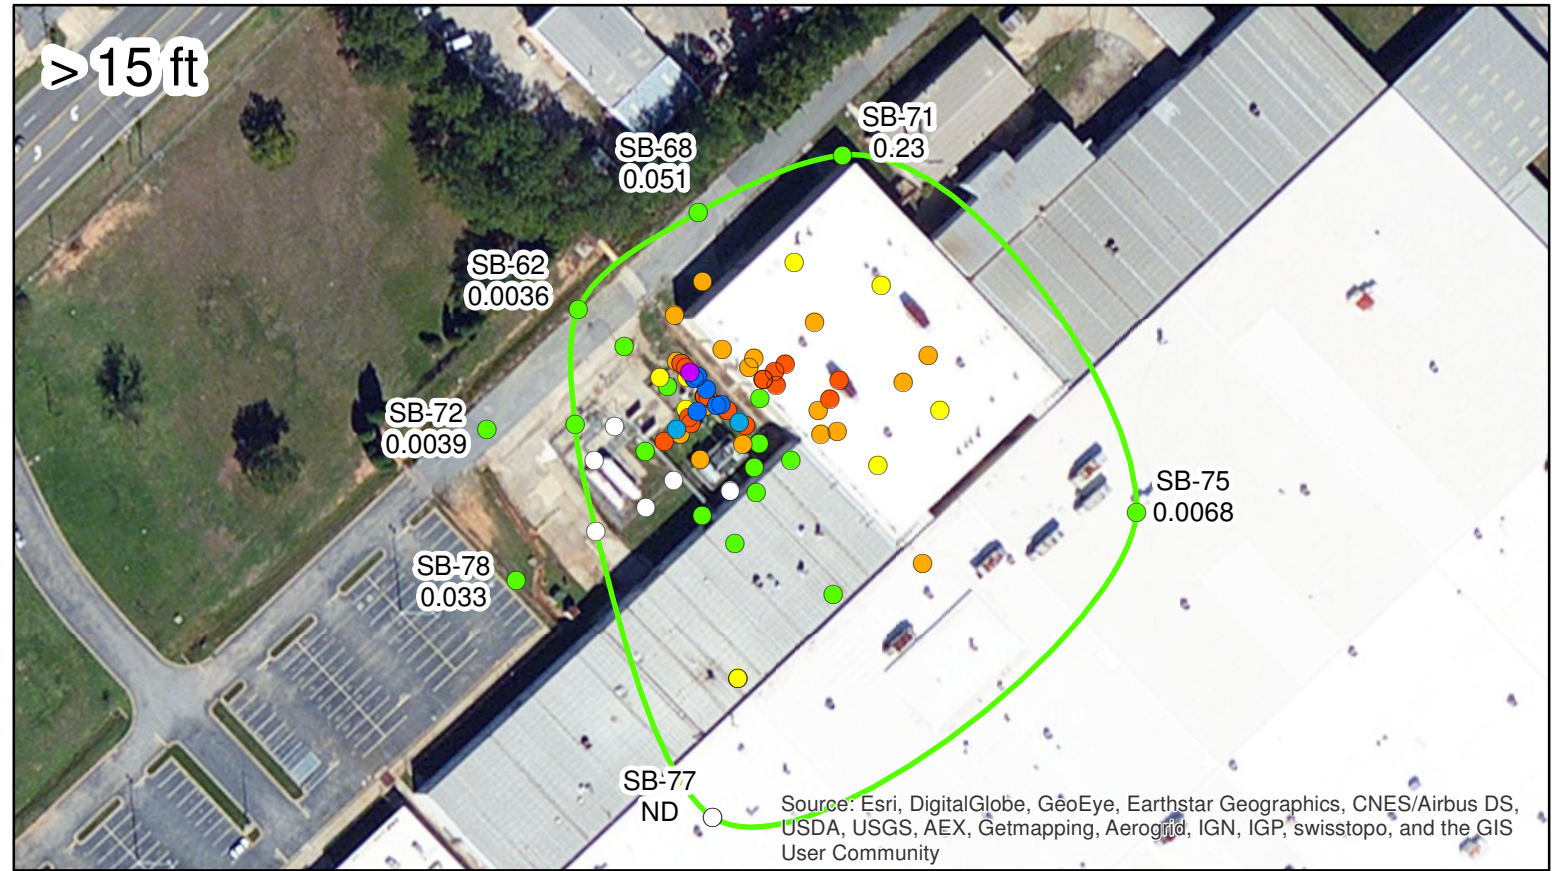 > 15 ft
SB-71
0.23
SB-68
0.051
SB-62
0.0036
SB-72
0.0039
SB-75
0.0068
SB-78
0.033
SB-77
ND
Source: Esri, DigitalGlobe, GeoEye, Earthstar Geographics, CNES/Airbus DS,
USDA, USGS, AEX, Getmapping, Aerogrid, IGN, IGP, swisstopo, and the GIS
User Community